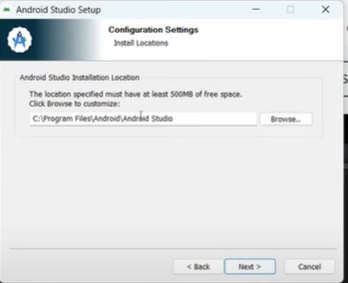 Android Studio Setup
Configuration Settings
Install Locations
Android Studio Installation Location
The location specified must have at least 500MB of free space.
Click Browse to customize:
C:\Program Files\Android\Android Studio
Browse...
< Back
Next >
Cancel